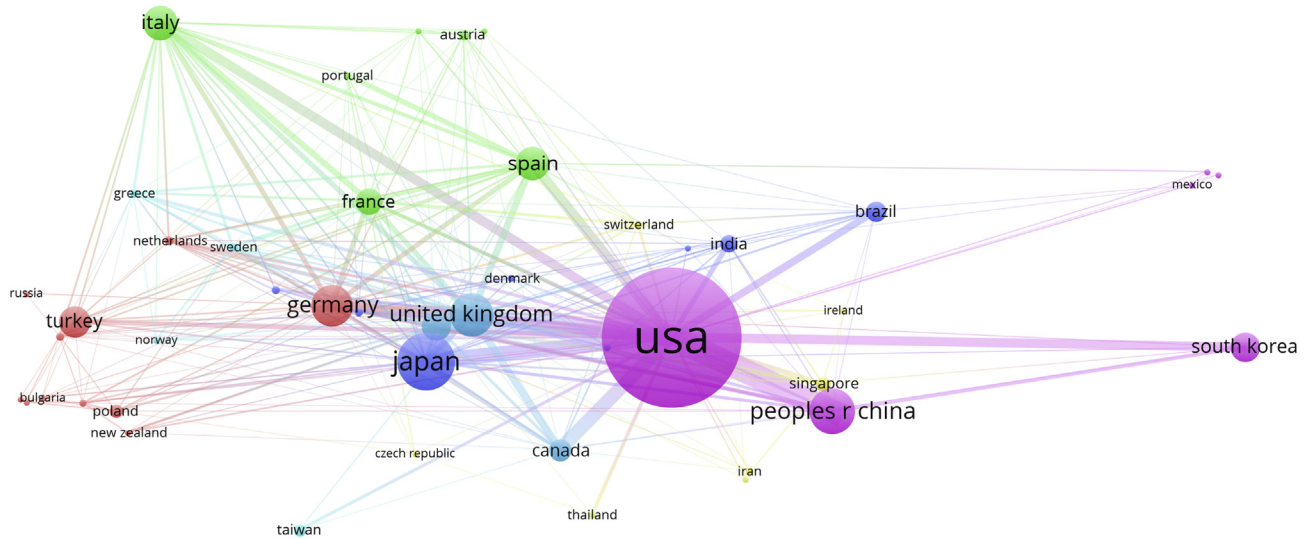 italy
austria
portugal
spain
mexico
greece
france
brazil
switzerland
netherlands
sweden
india
denmark
russia
germany
united kingdom
ireland
turkey
norway
usa
south korea
japan
singapore
bulgaria
poland
peoples r china
new zealand
czech republic
canada
iran
thailand
taiwan